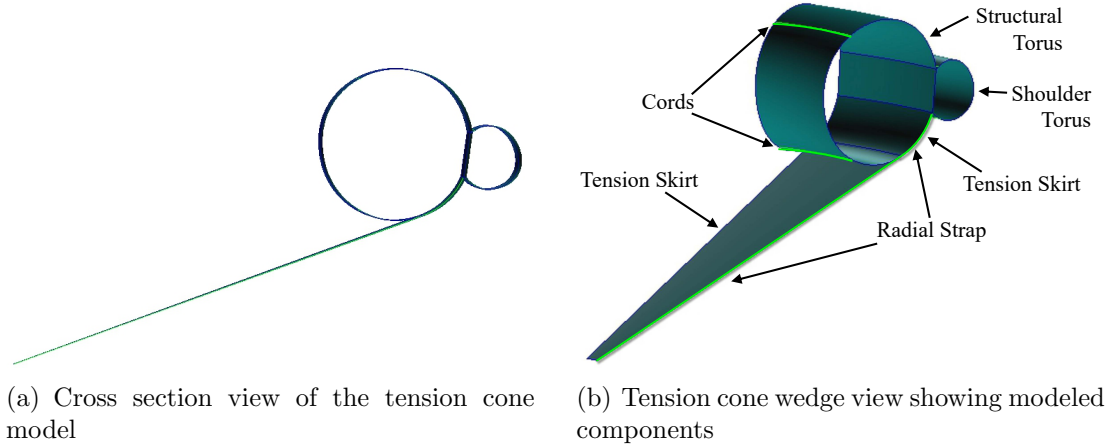 Structural
Torus
Cords
Shoulder
Torus
Tension Skirt
Tension Skirt
Radial Strap
(a) Cross section view of the tension cone
model
(b) Tension cone wedge view showing modeled
components